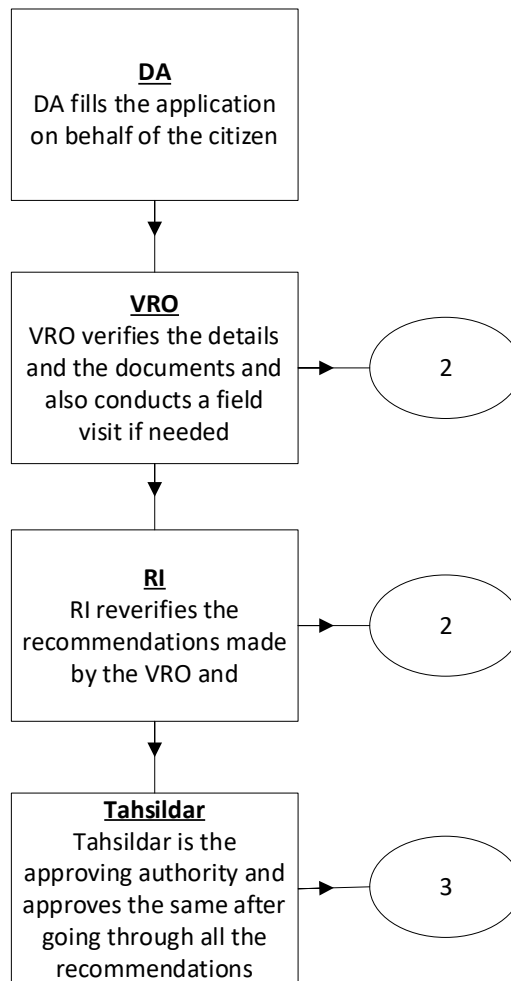 DA
DA fills the application
on behalf of the citizen
VRO
VRO verifies the details
and the documents and
also conducts a field
visit if needed
2
RI
RI reverifies the
recommendations made
by the VRO and
2
Tahsildar
Tahsildar is the
approving authority and
approves the same after
going through all the
recommendations
3